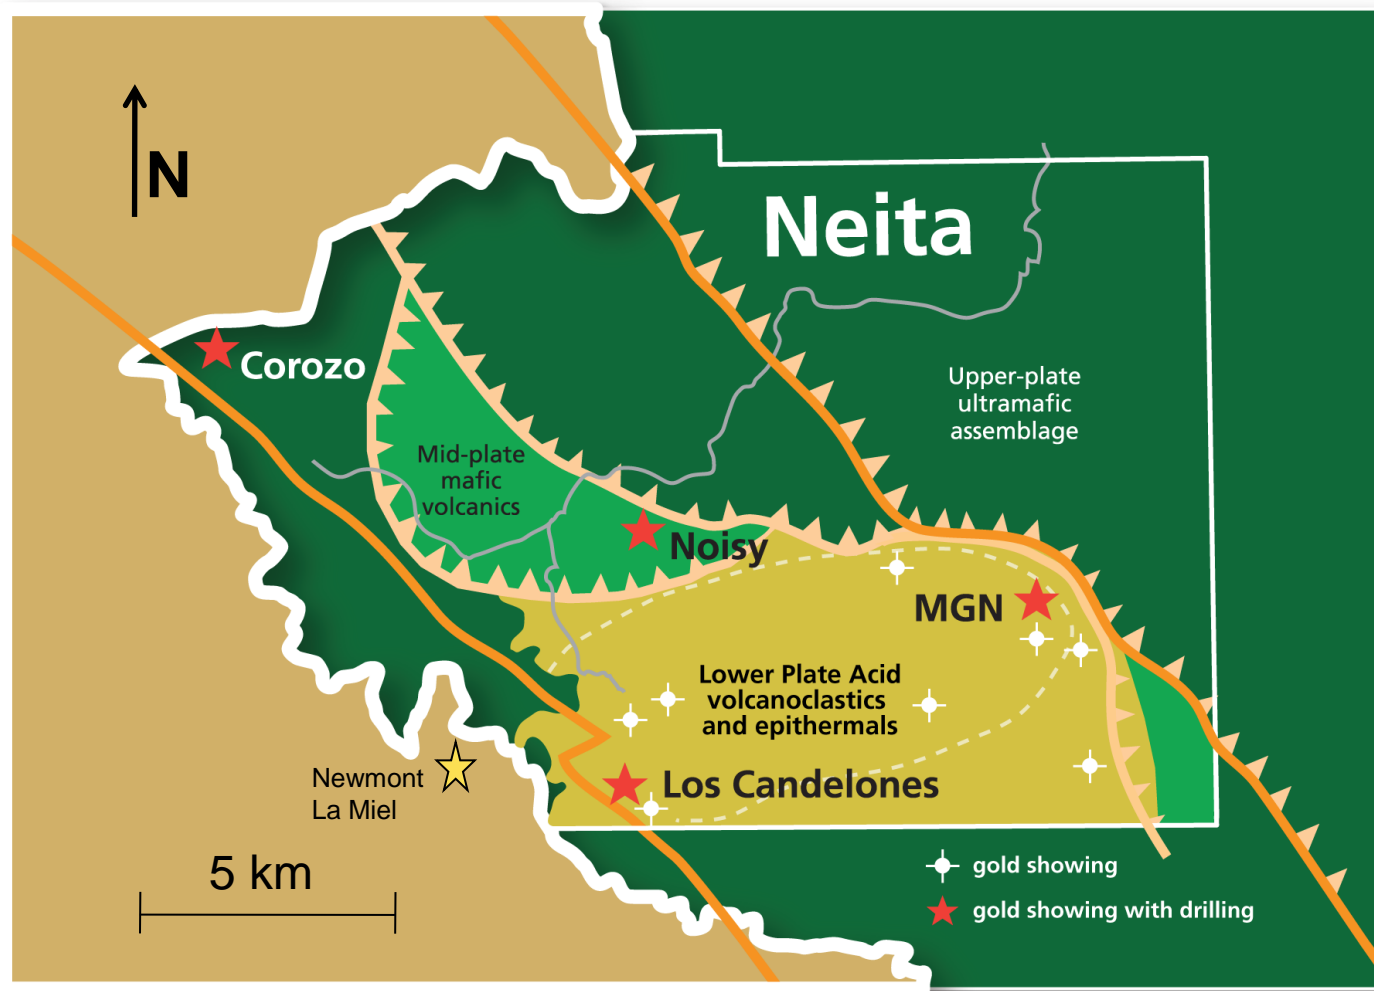 N
Neita
Corozo
Upper-plate
ultramafic
assemblage
Mid-plate
mafic
volcanics
Noisy
MGN
Lower Plate Acid
volcanoclastics
and epithermals
Newmont
La Miel
Los Candelones
5 km
gold showing
gold showing with drilling